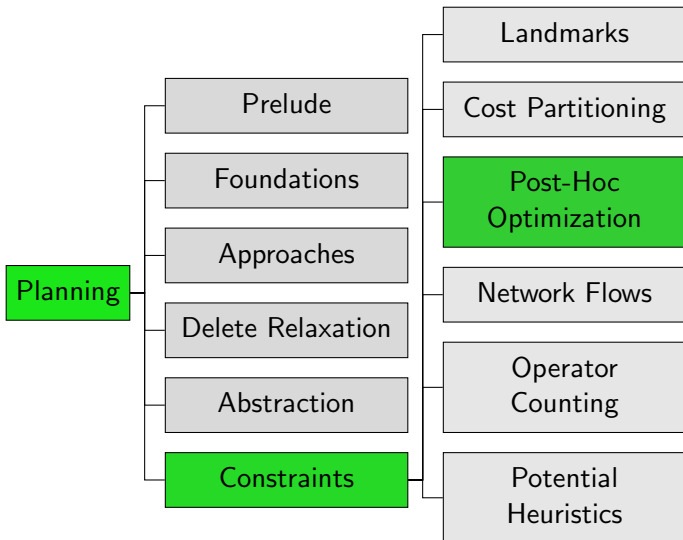 Planning
Prelude
Foundations
Approaches
Delete Relaxation
Abstraction
Constraints
Landmarks
Cost Partitioning
Post-Hoc
Optimization
Network Flows
Operator
Counting
Potential
Heuristics